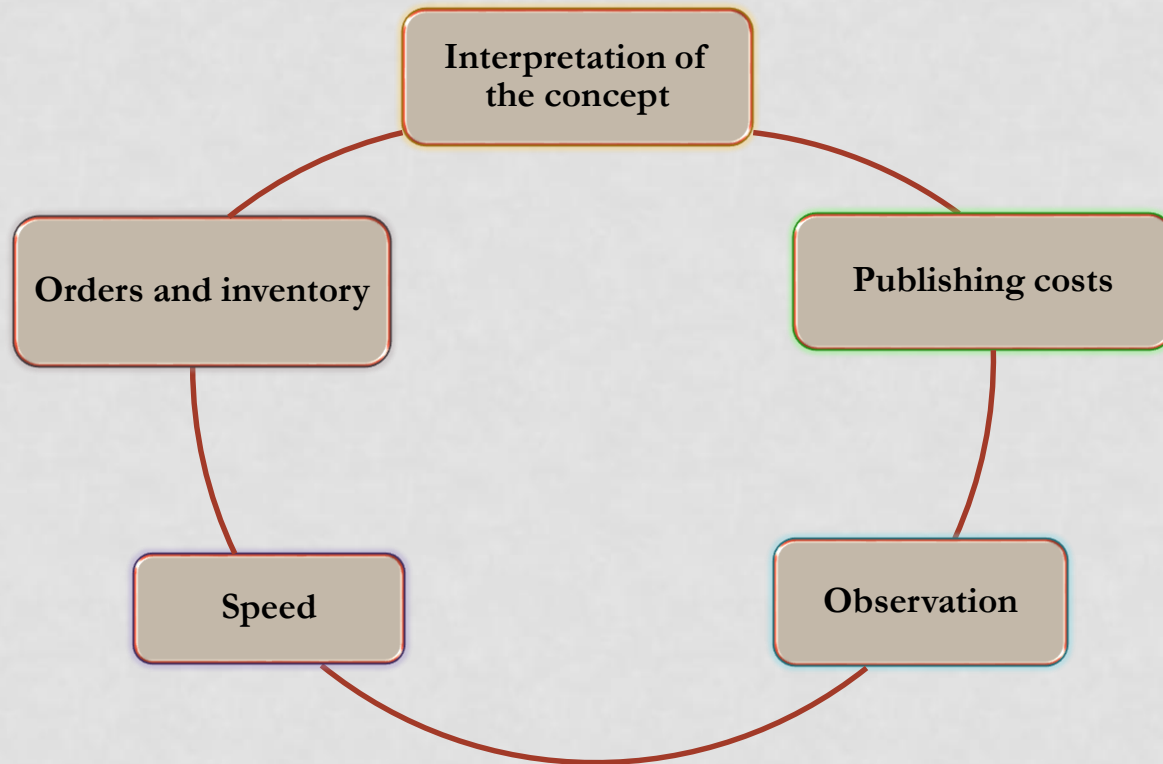 Interpretation of
the concept
Orders and inventory
Publishing costs
Speed
Observation